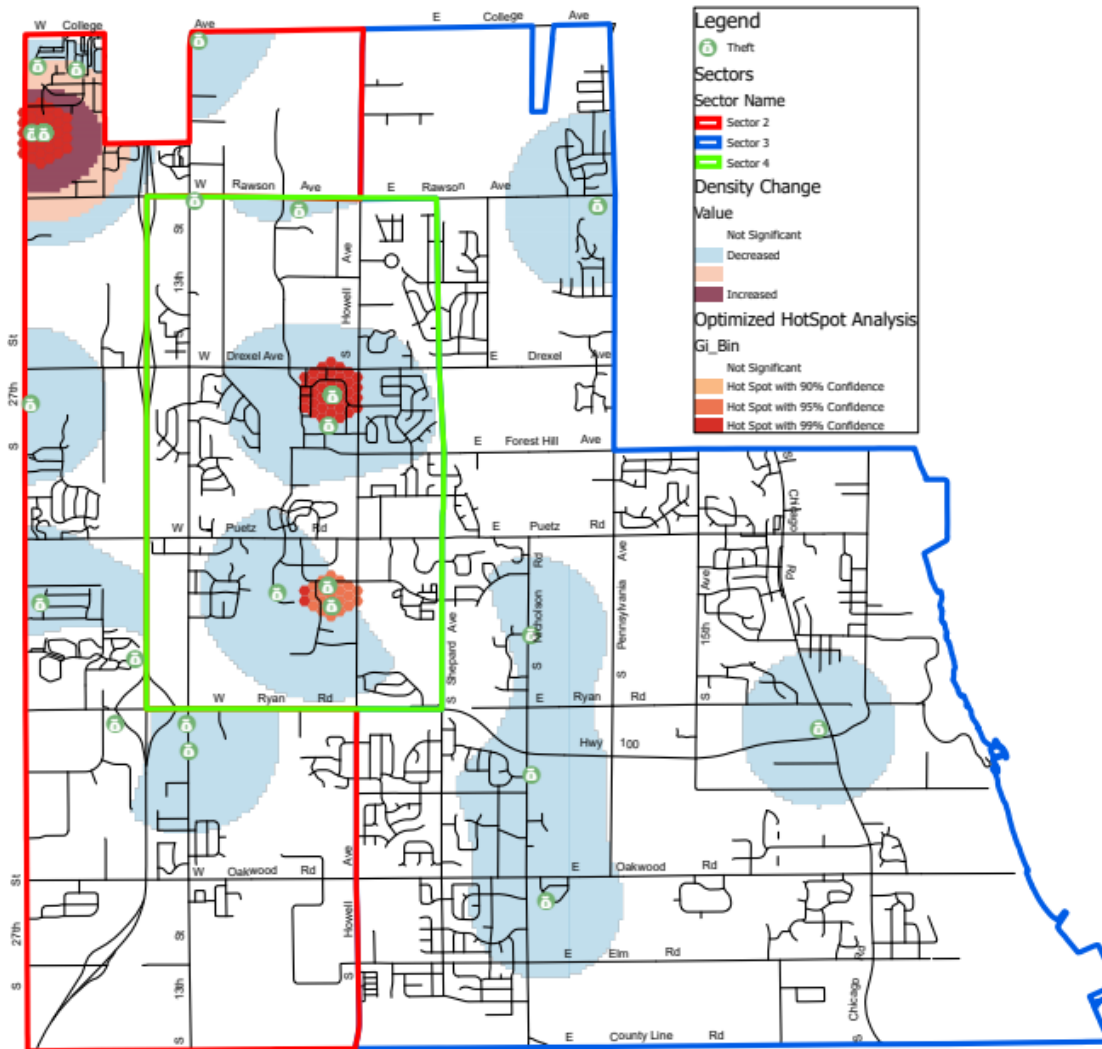 W College Ave
E College Ave
W Rawson Ave
E Rawson Ave
S 13th St
S Howell Ave
S 27th St
W Drexel Ave
E Drexel Ave
E Forest Hill Ave
W Puetz Rd
E Puetz Rd
S Chicago Rd
S Shepard Ave
S Nicholson Rd
S Pennsylvania Ave
S 15th Ave
W Ryan Rd
E Ryan Rd
Hwy 100
W Oakwood Rd
E Oakwood Rd
S 27th St
S 13th St
S Howell Ave
E Elm Rd
S Chicago Rd
E County Line Rd
Legend
Theft
Sectors
Sector Name
Sector 2
Sector 3
Sector 4
Density Change
Value
Not Significant
Decreased
Increased
Optimized HotSpot Analysis
Gi_Bin
Not Significant
Hot Spot with 90% Confidence
Hot Spot with 95% Confidence
Hot Spot with 99% Confidence